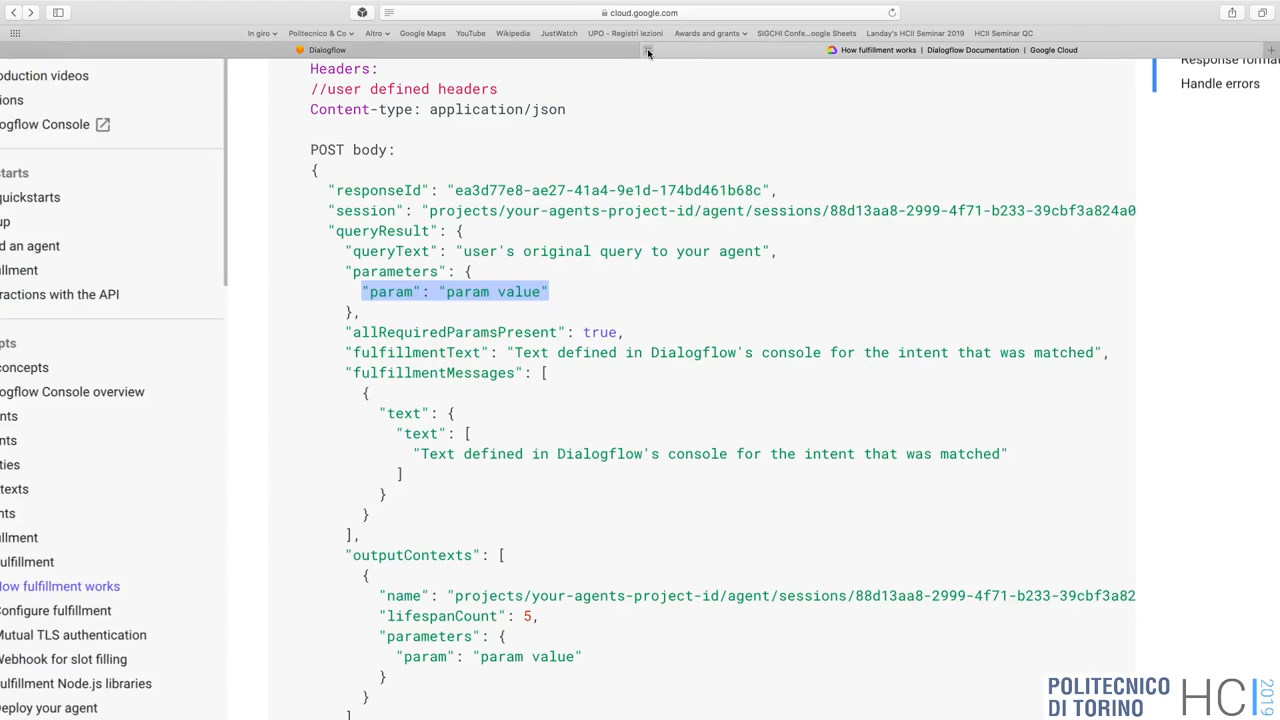 cloud.google.com
In giro
Politecnico & Co
Altro
Google Maps
YouTube
Wikipedia
JustWatch
UPO - Registri lezioni
Awards and grants
SIGCHI Confe...oogle Sheets
Landay's HCII Seminar 2019
HCII Seminar QC
Dialogflow
How fulfillment works | Dialogflow Documentation | Google Cloud
oduction videos
ions
ogflow Console
tarts
quickstarts
up
d an agent
illment
ractions with the API
pts
concepts
ogflow Console overview
nts
nts
ties
texts
nts
illment
ulfillment
How fulfillment works
Configure fulfillment
Mutual TLS authentication
Webhook for slot filling
ulfillment Node.js libraries
Deploy your agent
Headers:
//user defined headers
Content-type: application/json
POST body:
{
"responseId": "ea3d77e8-ae27-41a4-9e1d-174bd461b68c",
"session": "projects/your-agents-project-id/agent/sessions/88d13aa8-2999-4f71-b233-39cbf3a824a0
"queryResult": {
"queryText": "user's original query to your agent",
"parameters": {
"param": "param value"
},
"allRequiredParamsPresent": true,
"fulfillmentText": "Text defined in Dialogflow's console for the intent that was matched",
"fulfillmentMessages": [
{
"text": {
"text": [
"Text defined in Dialogflow's console for the intent that was matched"
]
}
}
],
"outputContexts": [
{
"name": "projects/your-agents-project-id/agent/sessions/88d13aa8-2999-4f71-b233-39cbf3a82
"lifespanCount": 5,
"parameters": {
"param": "param value"
}
}
]
Response format
Handle errors
POLITECNICO
DI TORINO
HCI
2019